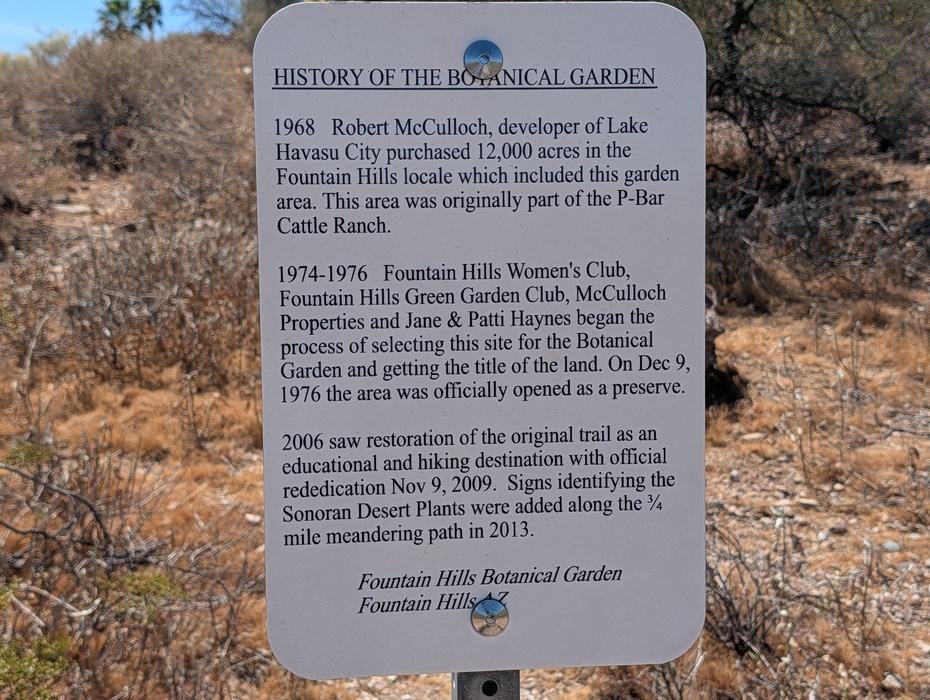 HISTORY OF THE BOTANICAL GARDEN
1968 Robert McCulloch, developer of Lake
Havasu City purchased 12,000 acres in the
Fountain Hills locale which included this garden
area. This area was originally part of the P-Bar
Cattle Ranch.
1974-1976 Fountain Hills Women's Club,
Fountain Hills Green Garden Club, McCulloch
Properties and Jane & Patti Haynes began the
process of selecting this site for the Botanical
Garden and getting the title of the land. On Dec 9,
1976 the area was officially opened as a preserve.
2006 saw restoration of the original trail as an
educational and hiking destination with official
rededication Nov 9, 2009. Signs identifying the
Sonoran Desert Plants were added along the ¾
mile meandering path in 2013.
Fountain Hills Botanical Garden
Fountain Hills AZ